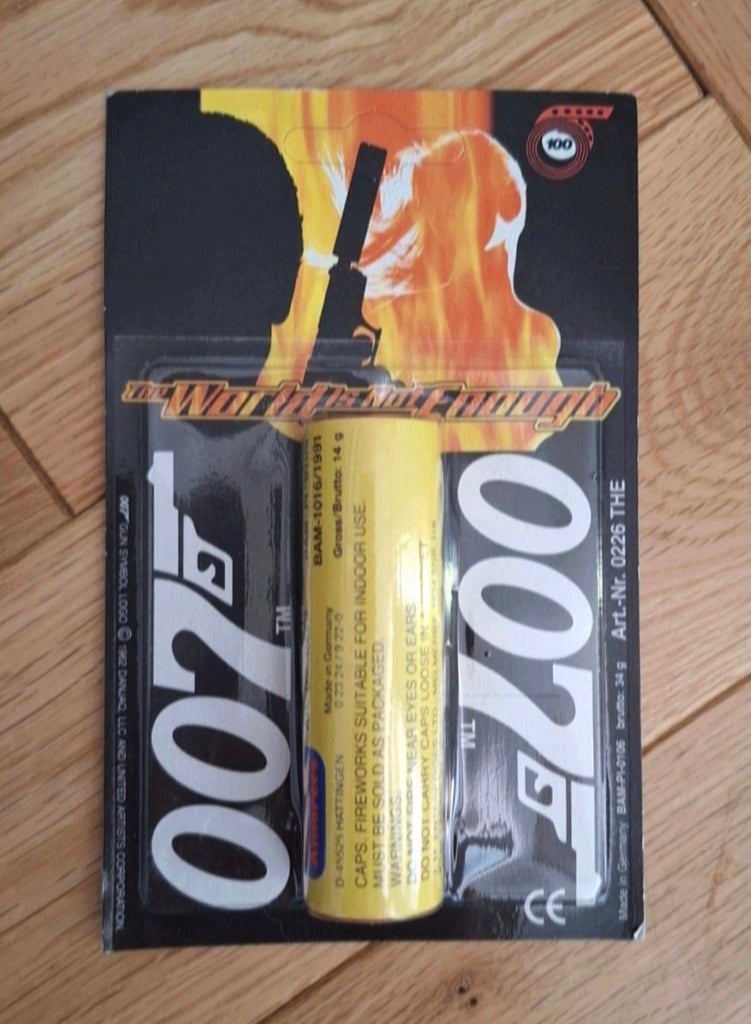 100
The World Is Not Enough
007
TM
007
TM
007 GUN SYMBOL LOGO © 1962 DANJAQ, LLC AND UNITED ARTISTS CORPORATION
BAM-1016/1991
Made in Germany
Gross/Brutto: 14 g
D-45525 HATTINGEN
CAPS. FIREWORKS SUITABLE FOR INDOOR USE.
MUST BE SOLD AS PACKAGED.
WARNINGS
DO NOT FIRE NEAR EYES OR EARS.
DO NOT CARRY CAPS LOOSE IN A
Made in Germany BAM-PI-0106 brutto: 34 g Art.-Nr. 0226 THE
CE